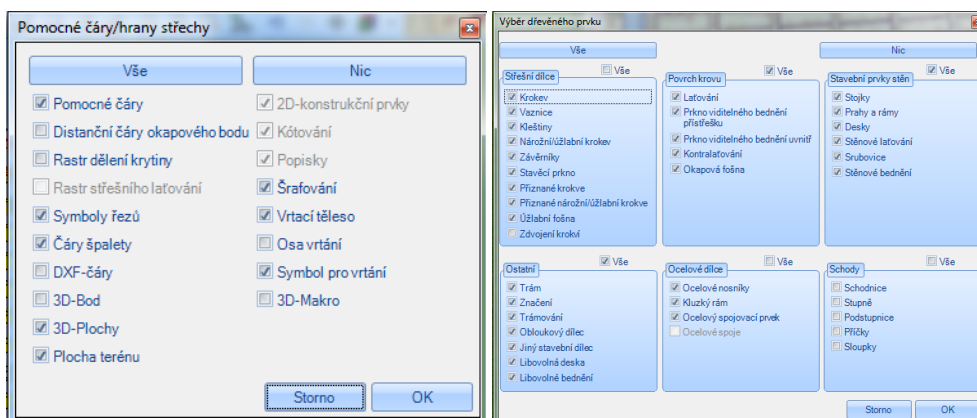 Pomocné čáry/hrany střechy
Vše
Nic
Pomocné čáry
Distanční čáry okapového bodu
Rastr dělení krytiny
Rastr střešního laťování
Symboly řezů
Čáry špalety
DXF-čáry
3D-Bod
3D-Plochy
Plocha terénu
2D-konstrukční prvky
Kótování
Popisky
Šrafování
Vrtací těleso
Osa vrtání
Symbol pro vrtání
3D-Makro
Storno
OK
Výběr dřevěného prvku
Vše
Nic
Střešní dílce
Vše
Krokev
Vaznice
Kleštiny
Nárožní/úžlabní krokev
Závěrníky
Stavěcí prkno
Přiznané krokve
Přiznané nárožní/úžlabní krokve
Úžlabní fošna
Zdvojení krokví
Povrch krovu
Vše
Laťování
Prkno viditelného bednění
přístřešku
Prkno viditelného bednění uvnitř
Kontralaťování
Okapová fošna
Stavební prvky stěn
Vše
Stojky
Prahy a rámy
Desky
Stěnové laťování
Srubovice
Stěnové bednění
Ostatní
Vše
Trám
Značení
Trámování
Obloukový dílec
Jiný stavební dílec
Libovolná deska
Libovolné bednění
Ocelové dílce
Vše
Ocelové nosníky
Kluzký rám
Ocelový spojovací prvek
Ocelové spoje
Schody
Vše
Schodnice
Stupně
Podstupnice
Příčky
Sloupky
Storno
OK